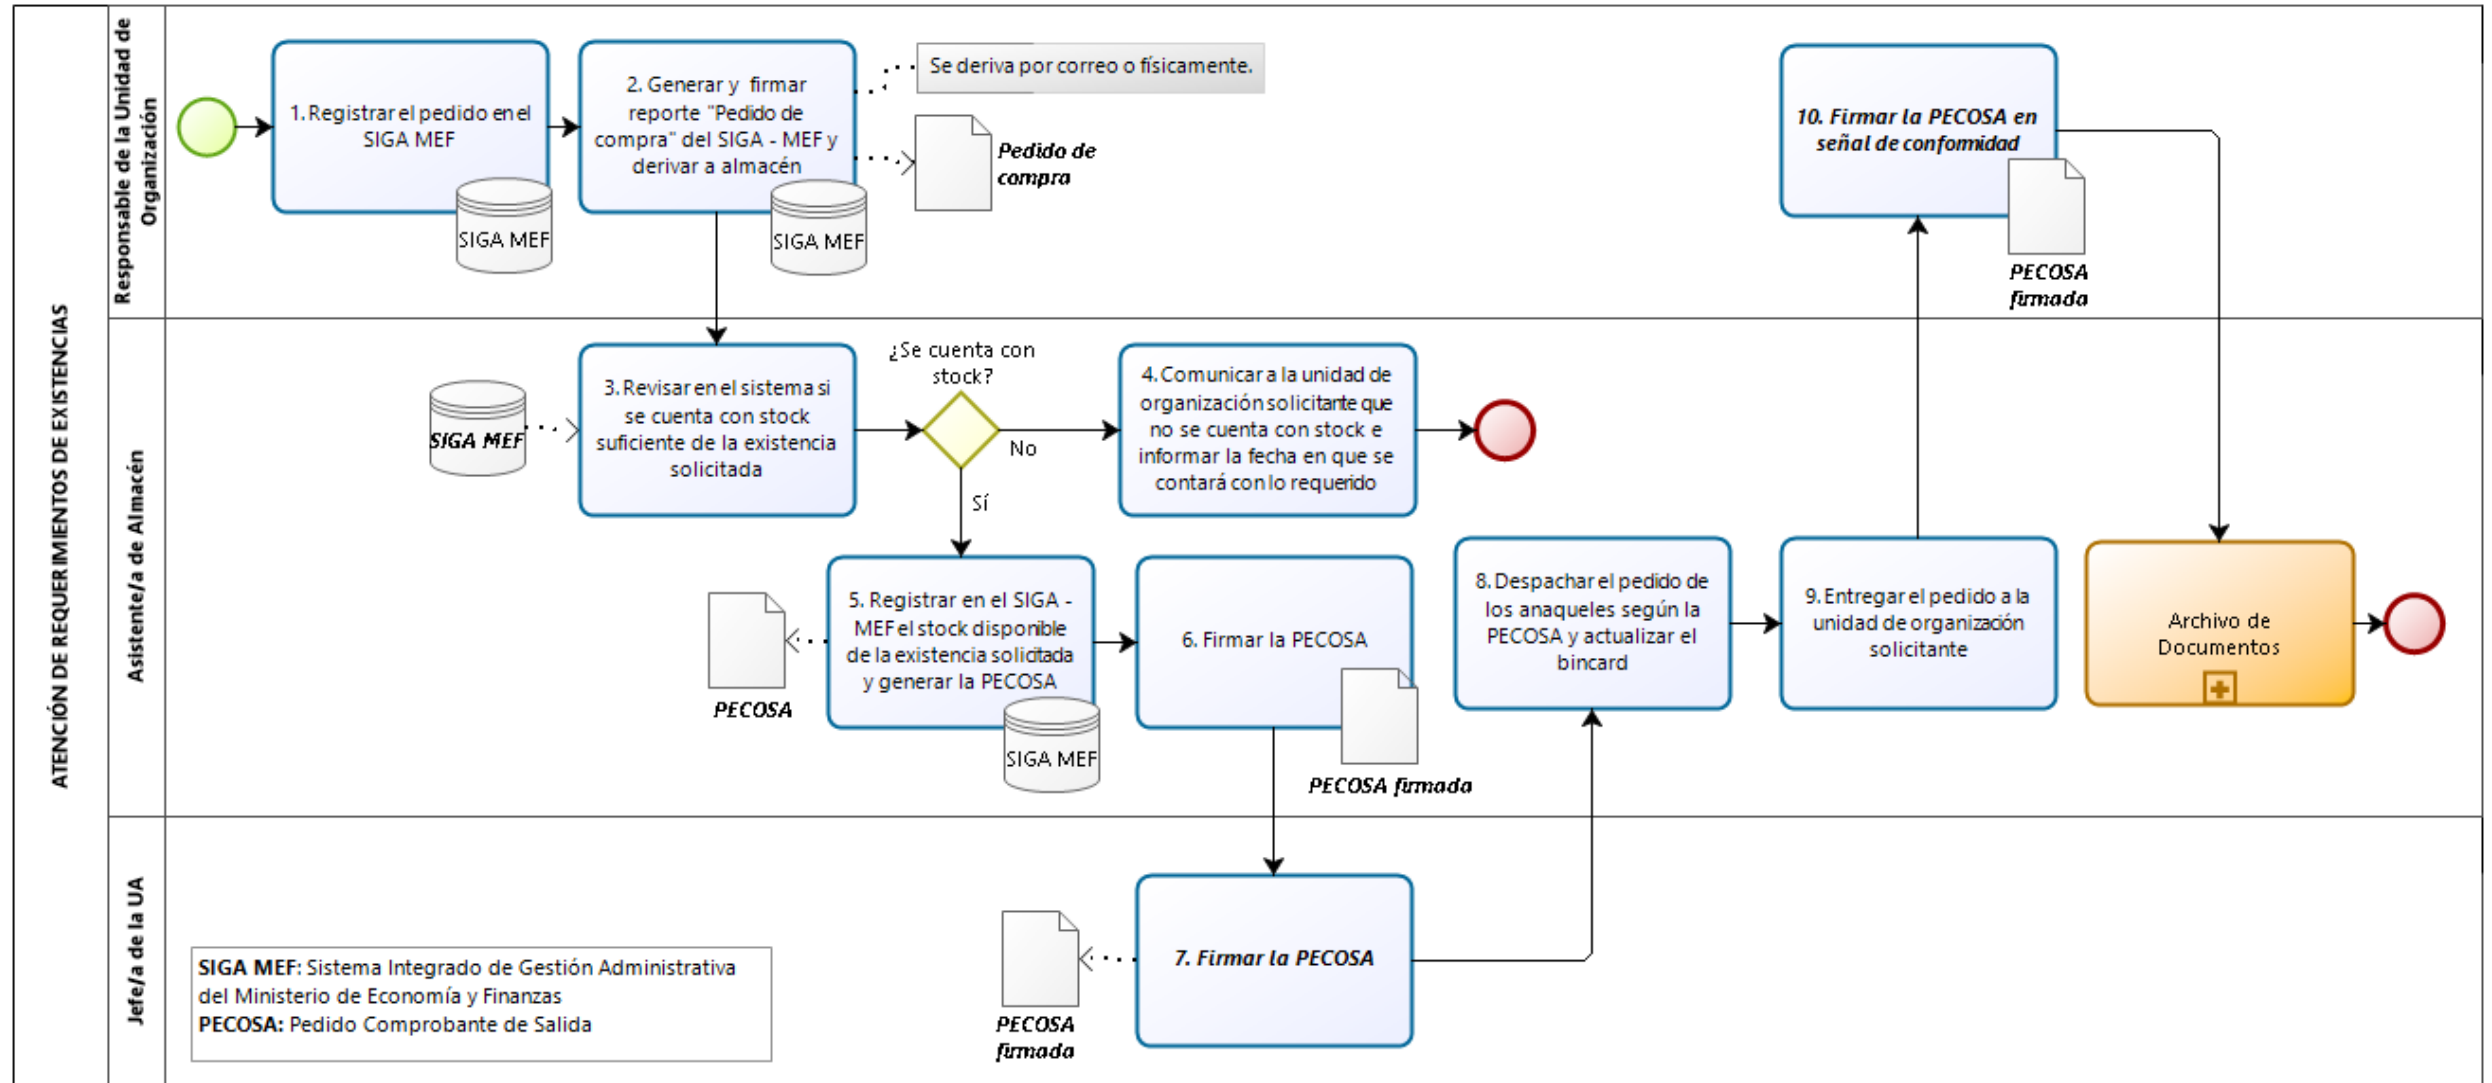 ATENCIÓN DE REQUERIMIENTOS DE EXISTENCIAS
Responsable de la Unidad de
Organización
1. Registrar el pedido en el
SIGA MEF
SIGA MEF
2. Generar y firmar
reporte "Pedido de
compra" del SIGA - MEF y
derivar a almacén
SIGA MEF
Se deriva por correo o físicamente.
Pedido de
compra
10. Firmar la PECOSA en
señal de conformidad
PECOSA
firmada
Asistente/a de Almacén
SIGA MEF
3. Revisar en el sistema si
se cuenta con stock
suficiente de la existencia
solicitada
¿Se cuenta con
stock?
No
Sí
4. Comunicar a la unidad de
organización solicitante que
no se cuenta con stock e
informar la fecha en que se
contará con lo requerido
PECOSA
5. Registrar en el SIGA -
MEF el stock disponible
de la existencia solicitada
y generar la PECOSA
SIGA MEF
6. Firmar la PECOSA
PECOSA firmada
8. Despachar el pedido de
los anaqueles según la
PECOSA y actualizar el
bincard
9. Entregar el pedido a la
unidad de organización
solicitante
Archivo de
Documentos
Jefe/a de la UA
SIGA MEF: Sistema Integrado de Gestión Administrativa
del Ministerio de Economía y Finanzas
PECOSA: Pedido Comprobante de Salida
PECOSA
firmada
7. Firmar la PECOSA